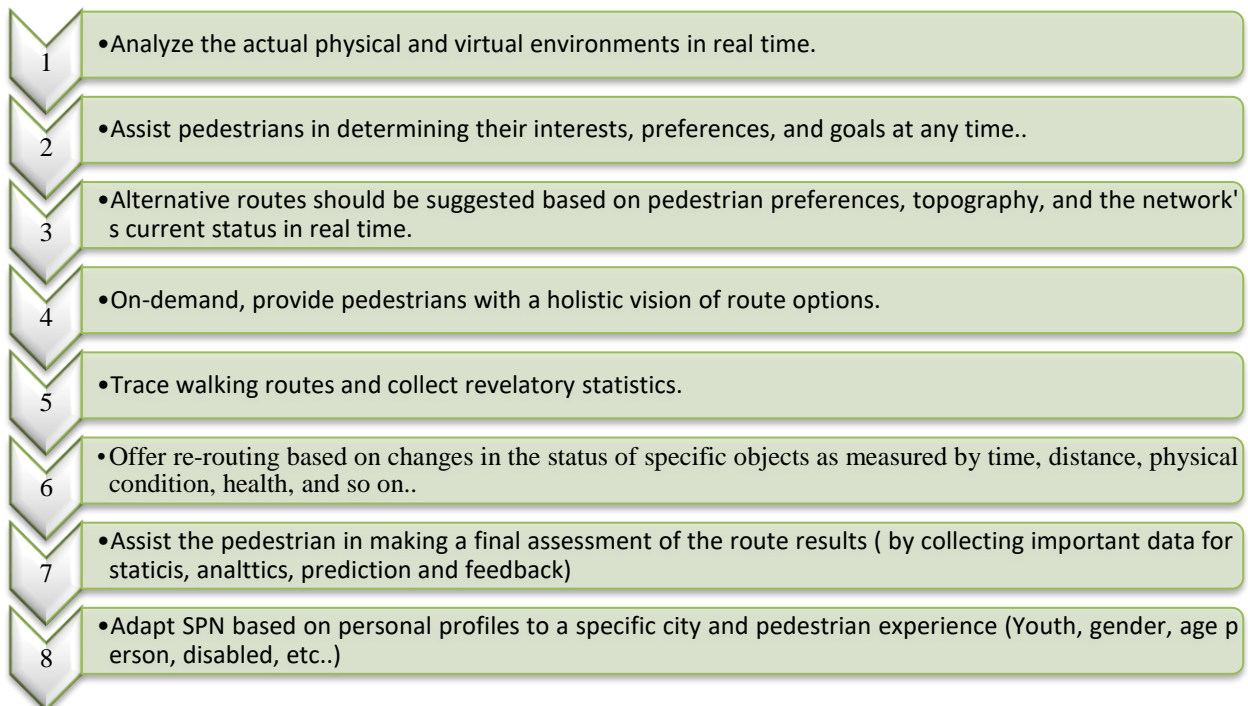 1
•Analyze the actual physical and virtual environments in real time.
2
•Assist pedestrians in determining their interests, preferences, and goals at any time..
3
•Alternative routes should be suggested based on pedestrian preferences, topography, and the network'
s current status in real time.
4
•On-demand, provide pedestrians with a holistic vision of route options.
5
•Trace walking routes and collect revelatory statistics.
6
•Offer re-routing based on changes in the status of specific objects as measured by time, distance, physical
condition, health, and so on..
7
•Assist the pedestrian in making a final assessment of the route results ( by collecting important data for
staticis, analttics, prediction and feedback)
8
•Adapt SPN based on personal profiles to a specific city and pedestrian experience (Youth, gender, age p
erson, disabled, etc..)